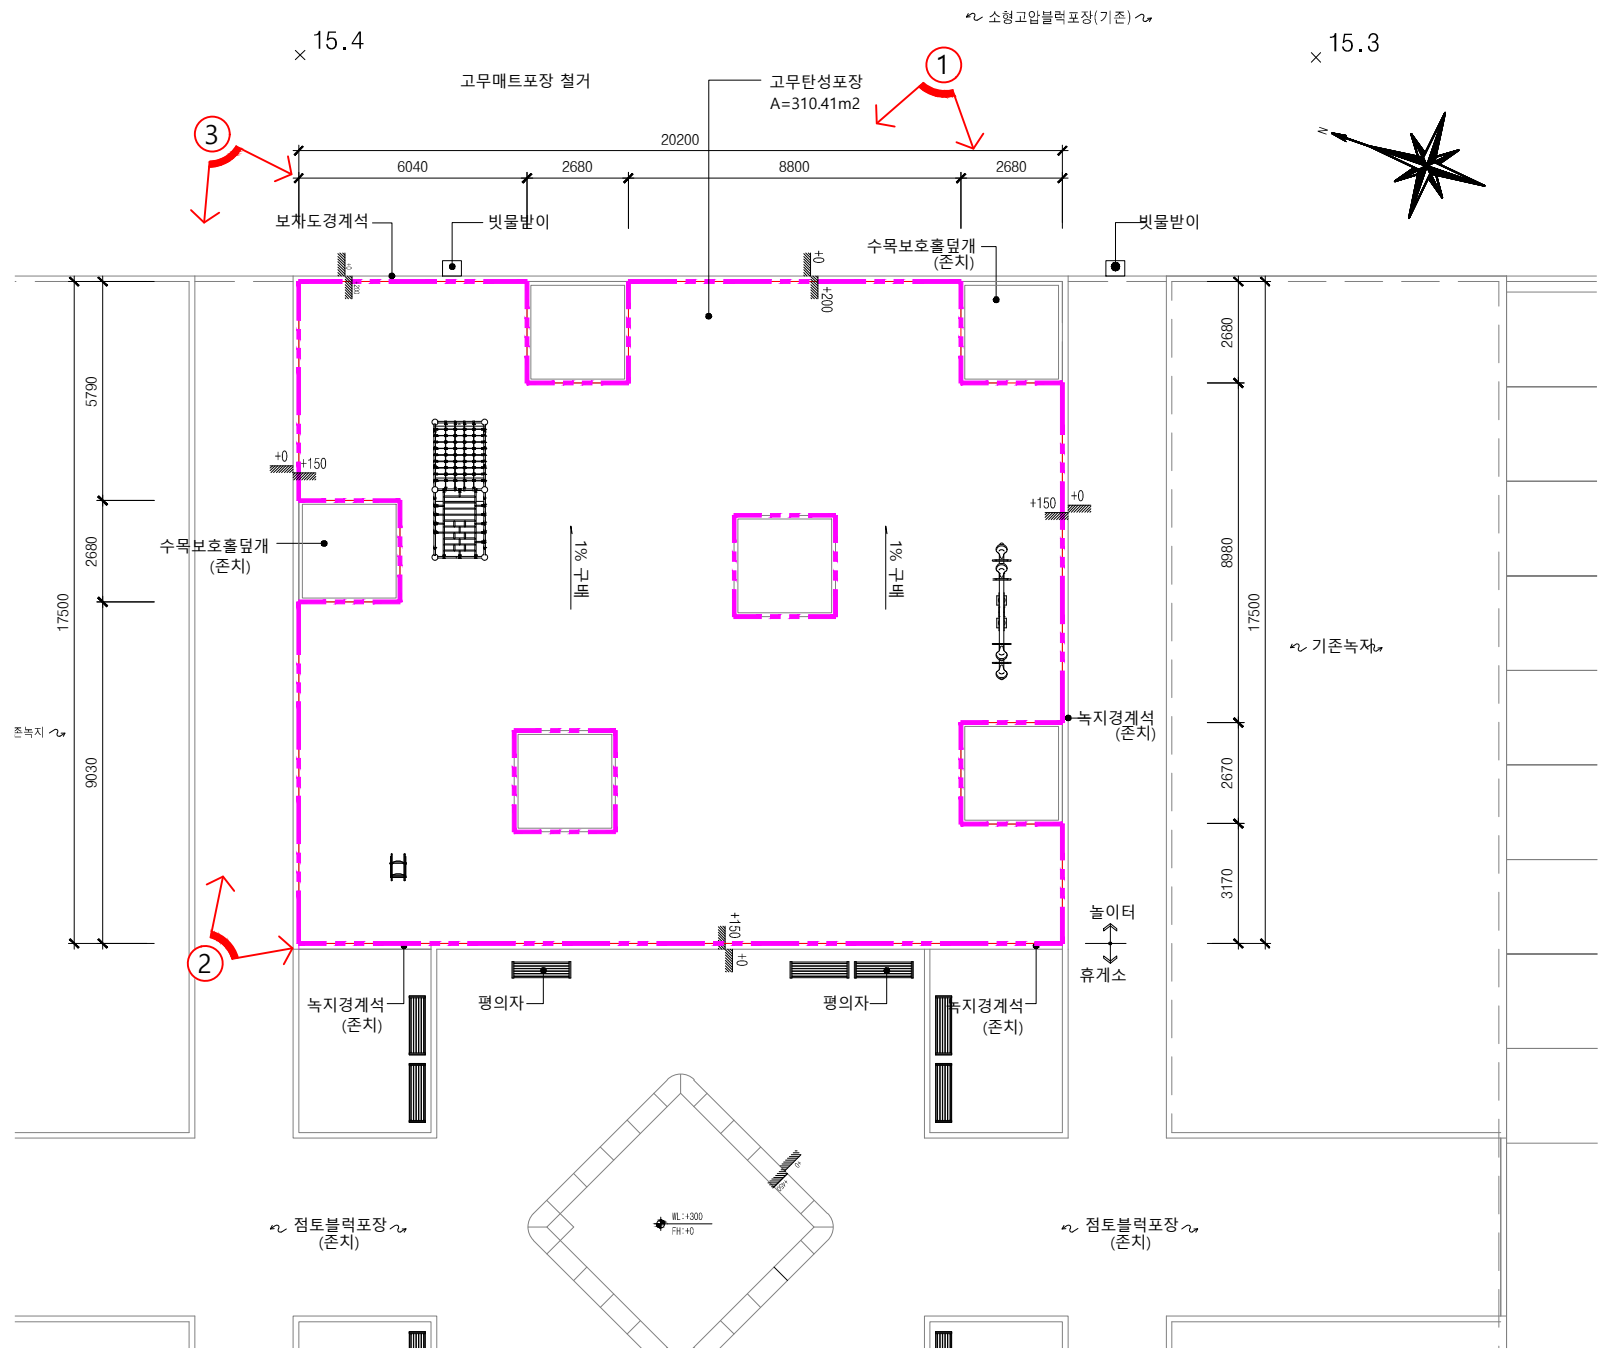 소형고압블럭포장(기존)
15.4
15.3
1
고무매트포장 철거
고무탄성포장
A=310.41m2
3
N
20200
6040
2680
8800
2680
보차도경계석
빗물받이
빗물받이
수목보호홀덮개
(존치)
+0
+200
2680
5790
+0
+150
+150
+0
수목보호홀덮개
(존치)
2680
1% 구배
1% 구배
8980
17500
17500
기존녹지
녹지경계석
(존치)
존녹지
9030
2670
3170
놀이터
휴게소
+150
+0
2
녹지경계석
(존치)
평의자
평의자
녹지경계석
(존치)
WL:+300
FH:+0
점토블럭포장
(존치)
점토블럭포장
(존치)